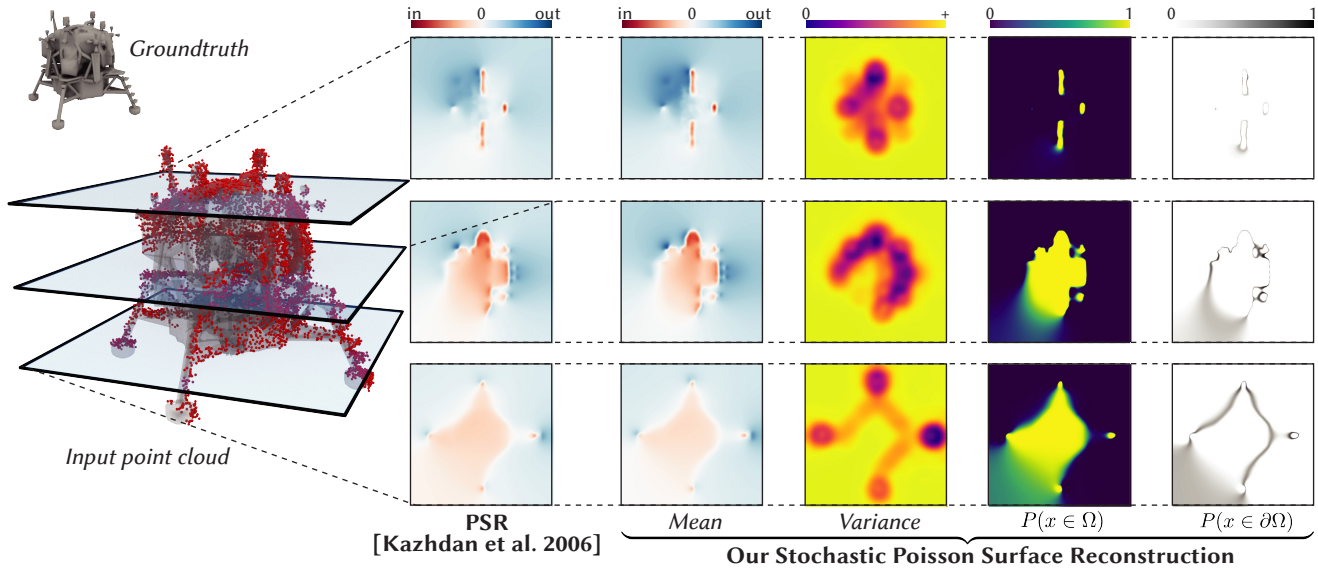 Groundtruth
in 0 out
in 0 out
0 +
0 1
0 1
Input point cloud
PSR
[Kazhdan et al. 2006]
Mean
Variance
P(x ∈ Ω)
P(x ∈ ∂Ω)
Our Stochastic Poisson Surface Reconstruction